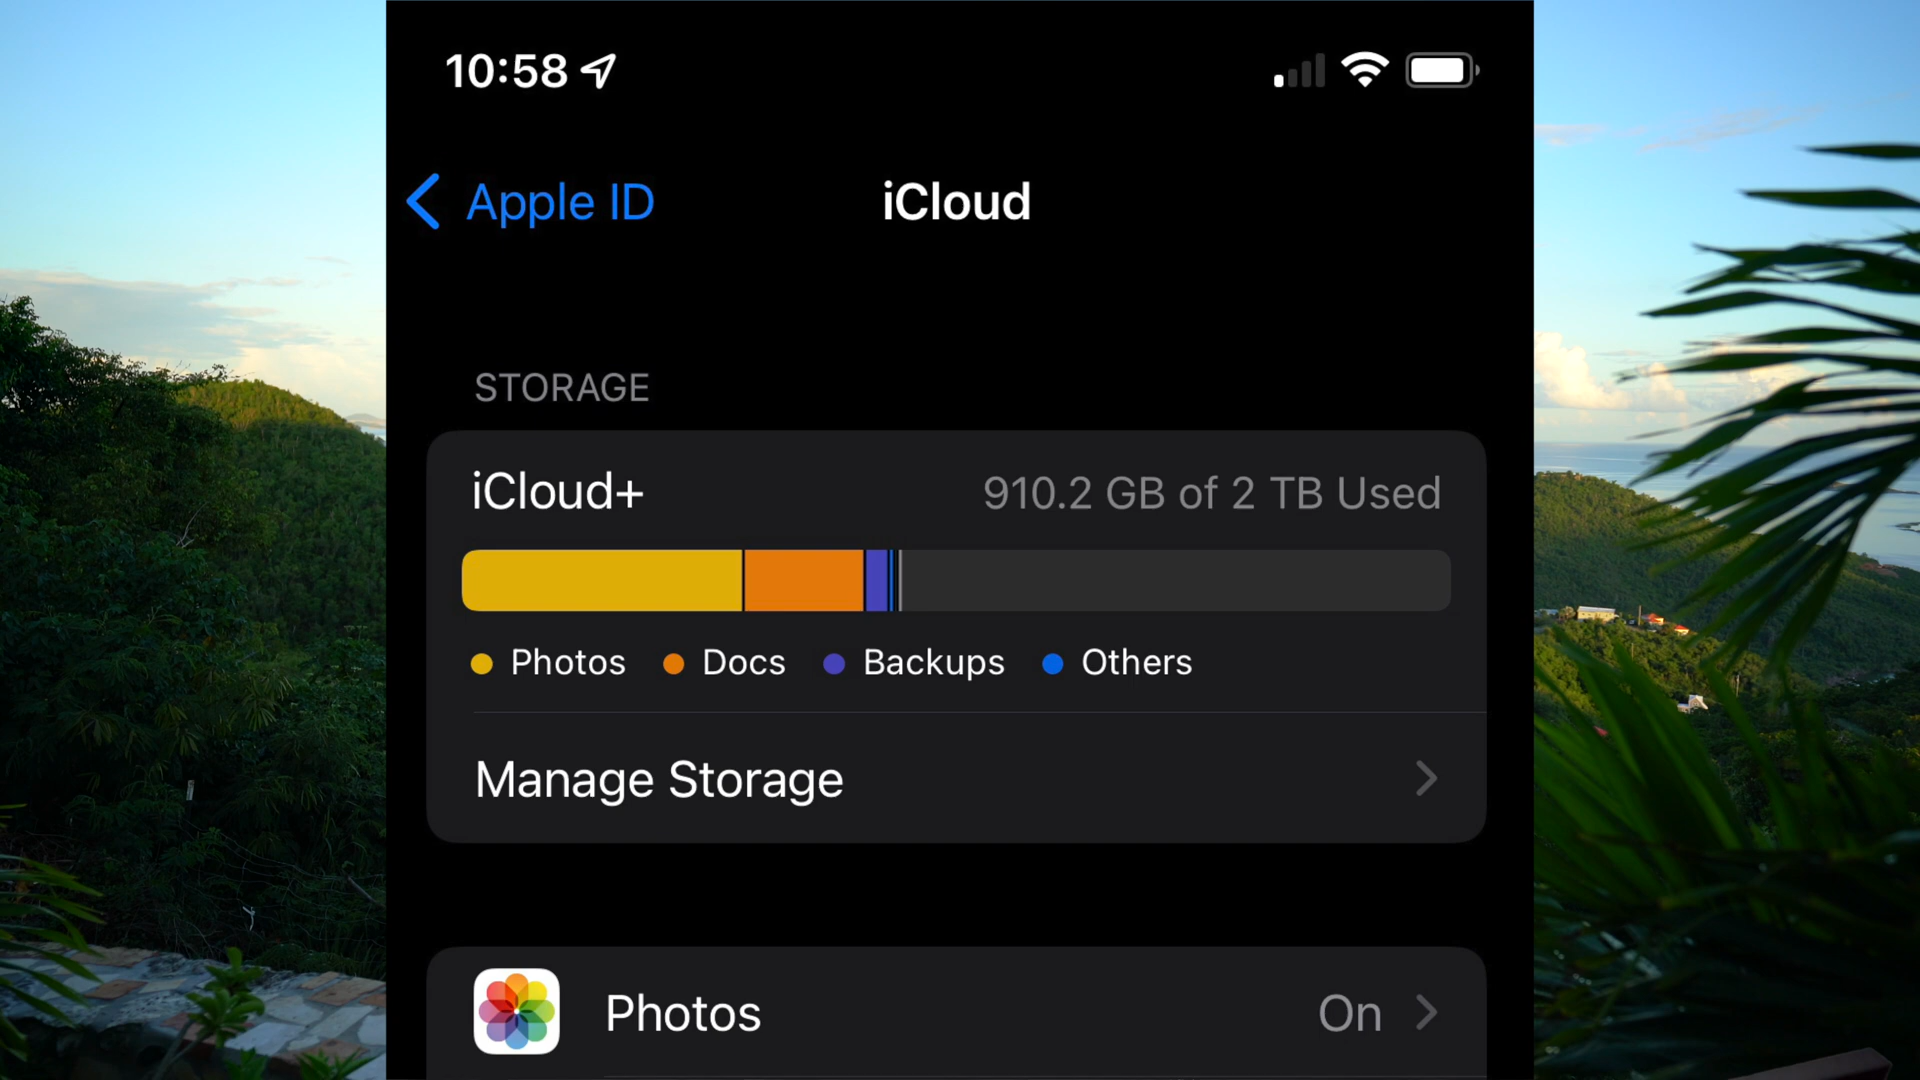 10:58
Apple ID
iCloud
STORAGE
iCloud+
910.2 GB of 2 TB Used
Photos
Docs
Backups
Others
Manage Storage
Photos
On